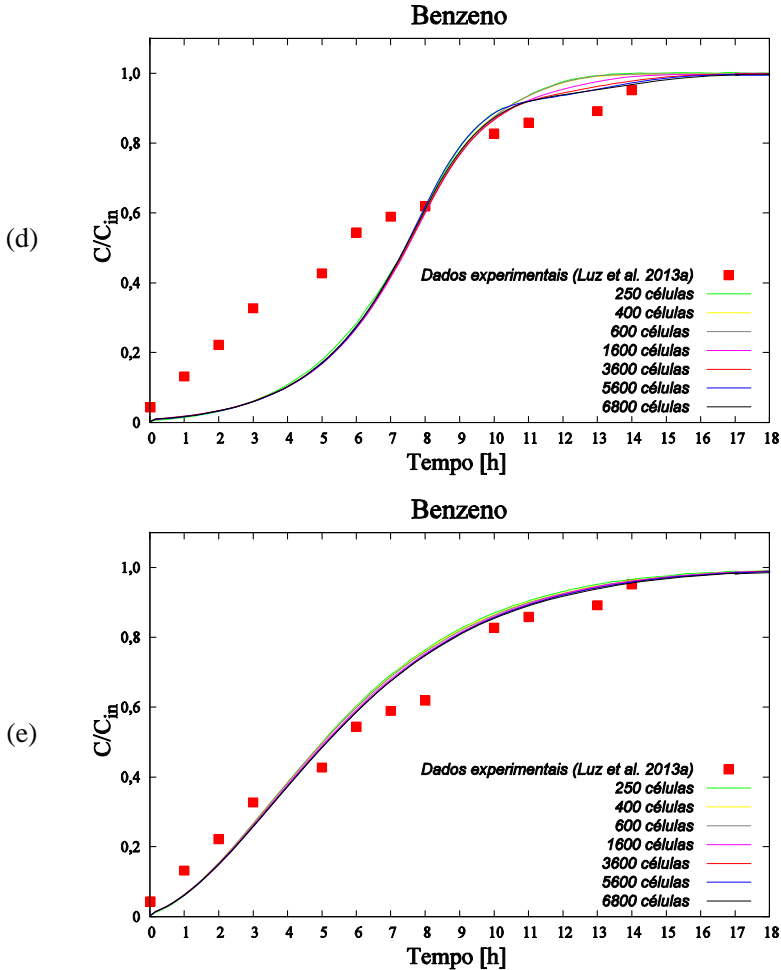 Benzeno
(d)
C/C_in
1,0
0,8
0,6
0,4
0,2
0
Dados experimentais (Luz et al. 2013a)
250 células
400 células
600 células
1600 células
3600 células
5600 células
6800 células
0 1 2 3 4 5 6 7 8 9 10 11 12 13 14 15 16 17 18
Tempo [h]
Benzeno
(e)
C/C_in
1,0
0,8
0,6
0,4
0,2
0
Dados experimentais (Luz et al. 2013a)
250 células
400 células
600 células
1600 células
3600 células
5600 células
6800 células
0 1 2 3 4 5 6 7 8 9 10 11 12 13 14 15 16 17 18
Tempo [h]